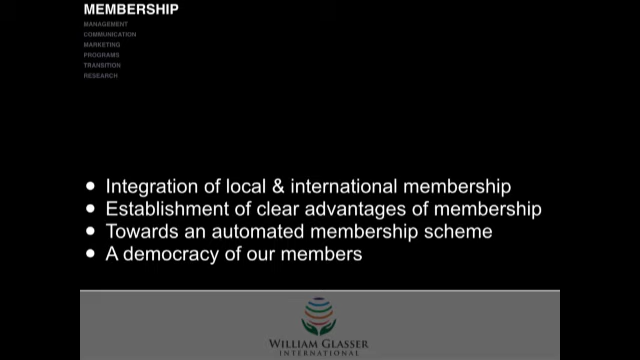 MEMBERSHIP
MANAGEMENT
COMMUNICATION
MARKETING
PROGRAMS
TRANSITION
RESEARCH
• Integration of local & international membership
• Establishment of clear advantages of membership
• Towards an automated membership scheme
• A democracy of our members
WILLIAM GLASSER
INTERNATIONAL